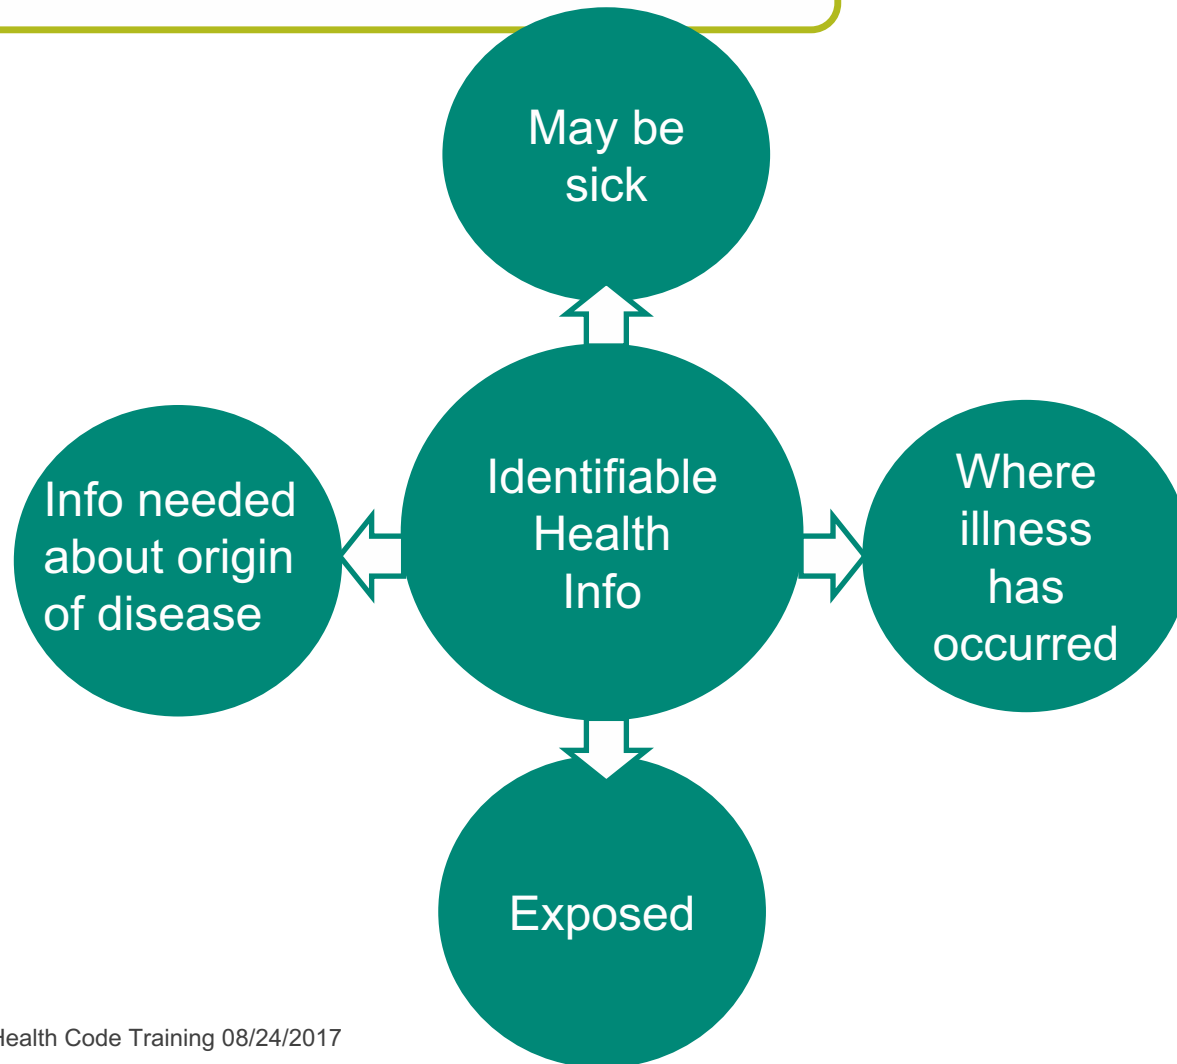 May be
sick
Identifiable
Health
Info
Info needed
about origin
of disease
Where
illness
has
occurred
Exposed
Health Code Training 08/24/2017